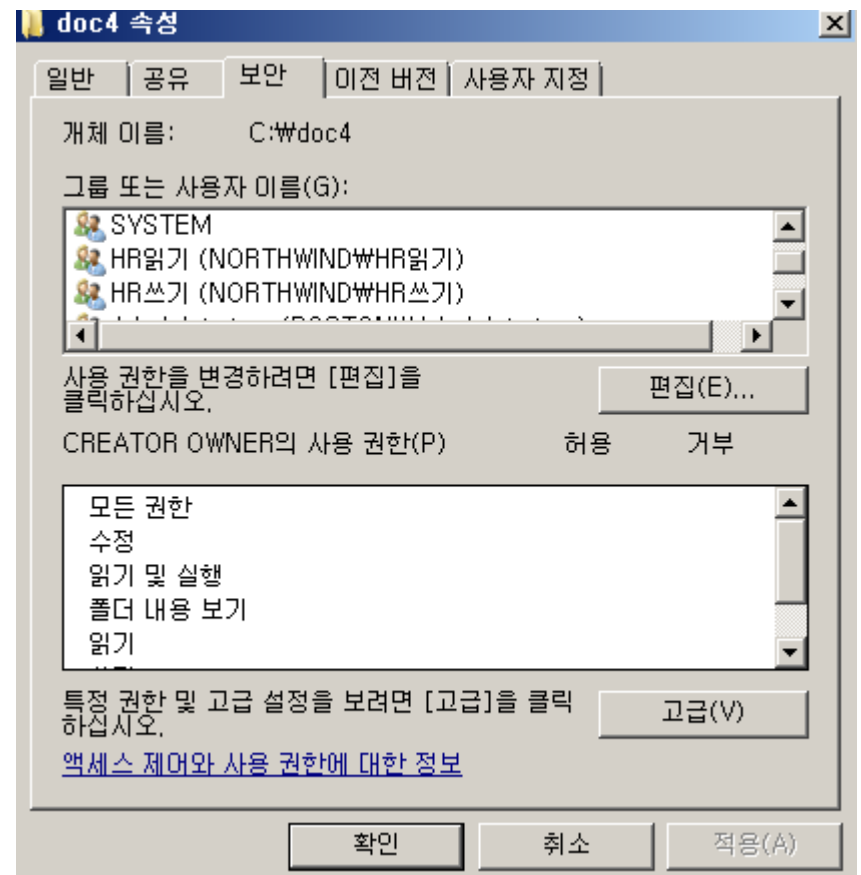 doc4 속성
일반 공유 보안 이전 버전 사용자 지정
개체 이름: C:₩doc4
그룹 또는 사용자 이름(G):
SYSTEM
HR읽기 (NORTHWIND₩HR읽기)
HR쓰기 (NORTHWIND₩HR쓰기)
사용 권한을 변경하려면 [편집]을
클릭하십시오.
편집(E)...
CREATOR OWNER의 사용 권한(P) 허용 거부
모든 권한
수정
읽기 및 실행
폴더 내용 보기
읽기
특정 권한 및 고급 설정을 보려면 [고급]을 클릭
하십시오.
고급(V)
액세스 제어와 사용 권한에 대한 정보
확인 취소 적용(A)